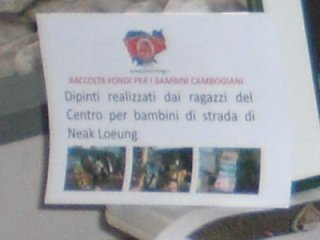 RACCOLTA FONDI PER I BAMBINI CAMBOGIANI
Dipinti realizzati dai ragazzi del
Centro per bambini di strada di
Neak Loeung